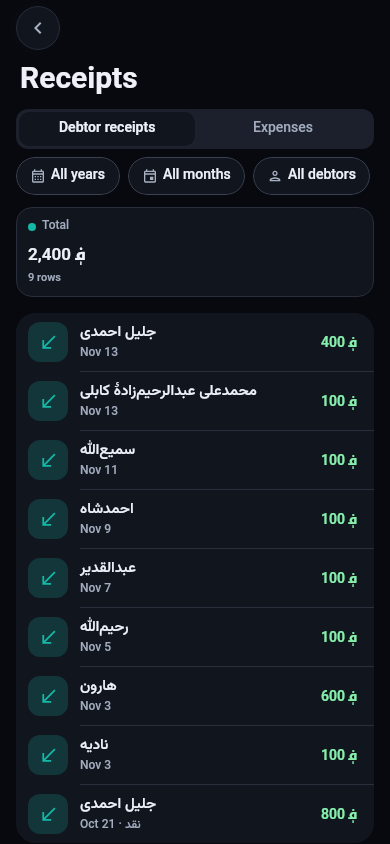 Receipts
Debtor receipts
Expenses
All years
All months
All debtors
Total
2,400 ؋
9 rows
جلیل احمدی
Nov 13
400 ؋
محمدعلی عبدالرحیم‌زادهٔ کابلی
Nov 13
100 ؋
سمیع‌الله
Nov 11
100 ؋
احمدشاه
Nov 9
100 ؋
عبدالقدیر
Nov 7
100 ؋
رحیم‌الله
Nov 5
100 ؋
هارون
Nov 3
600 ؋
نادیه
Nov 3
100 ؋
جلیل احمدی
Oct 21 · نقد
800 ؋